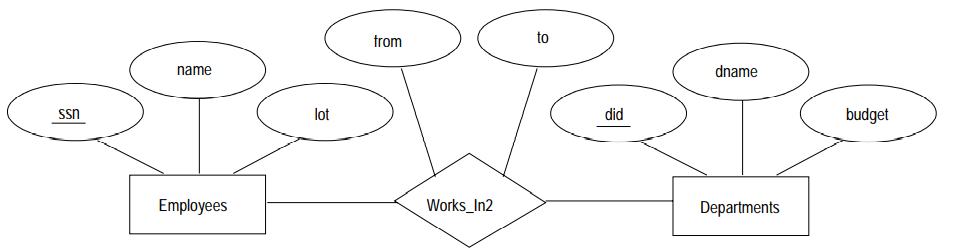 from
to
name
dname
ssn
lot
did
budget
Employees
Works_In2
Departments